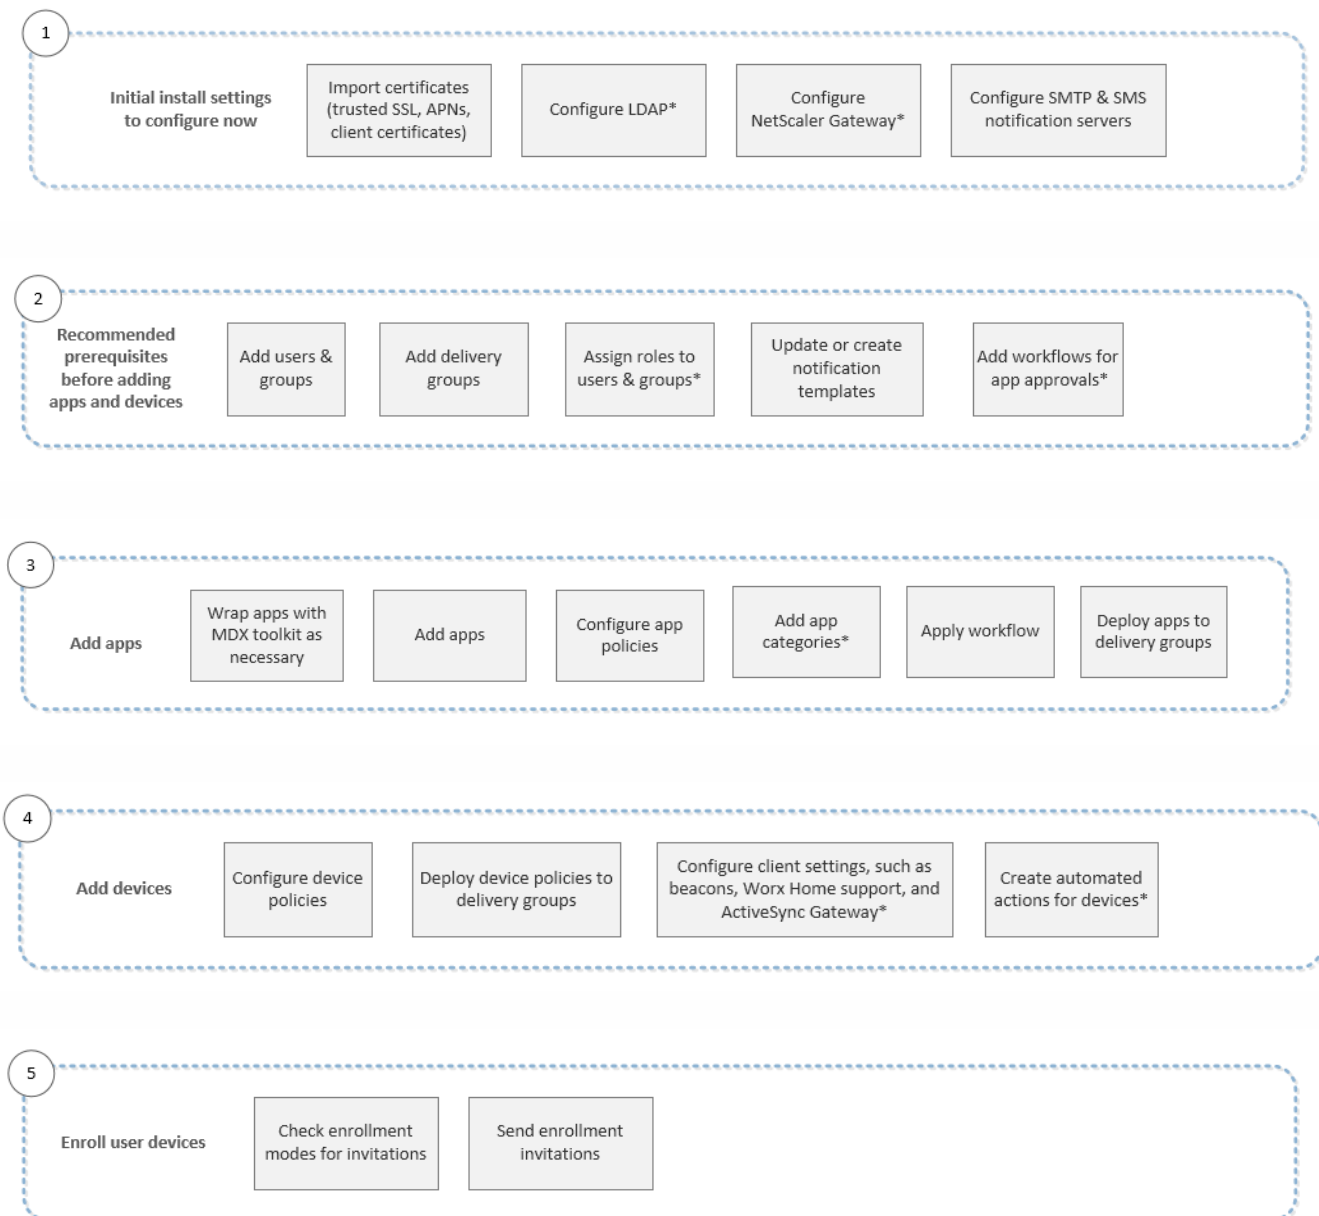 1
Initial install settings
to configure now
Import certificates
(trusted SSL, APNs,
client certificates)
Configure LDAP*
Configure
NetScaler Gateway*
Configure SMTP & SMS
notification servers
2
Recommended
prerequisites
before adding
apps and devices
Add users &
groups
Add delivery
groups
Assign roles to
users & groups*
Update or create
notification
templates
Add workflows for
app approvals*
3
Add apps
Wrap apps with
MDX toolkit as
necessary
Add apps
Configure app
policies
Add app
categories*
Apply workflow
Deploy apps to
delivery groups
4
Add devices
Configure device
policies
Deploy device policies to
delivery groups
Configure client settings, such as
beacons, Worx Home support, and
ActiveSync Gateway*
Create automated
actions for devices*
5
Enroll user devices
Check enrollment
modes for invitations
Send enrollment
invitations